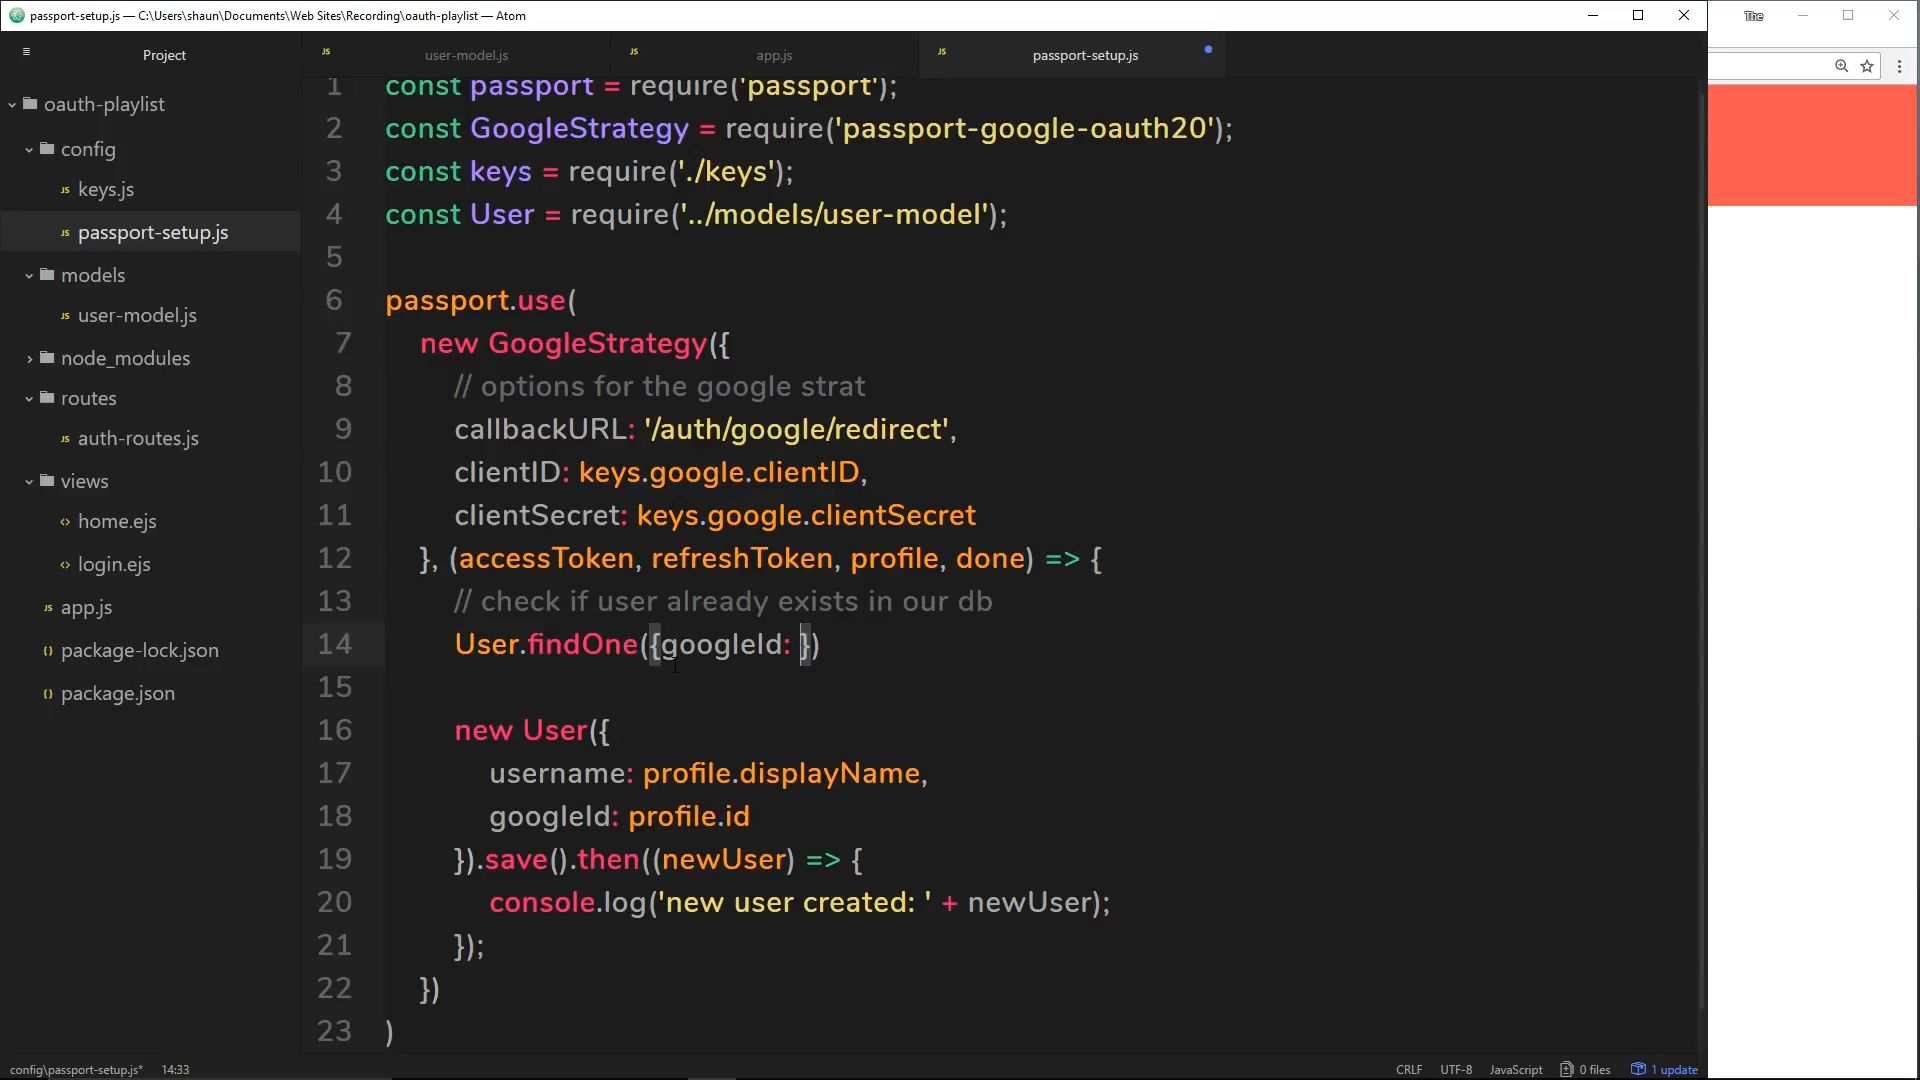 passport-setup.js — C:\Users\shaun\Documents\Web Sites\Recording\oauth-playlist — Atom
The
Project
user-model.js
app.js
passport-setup.js
oauth-playlist
config
keys.js
passport-setup.js
models
user-model.js
node_modules
routes
auth-routes.js
views
home.ejs
login.ejs
app.js
package-lock.json
package.json
1 const passport = require('passport');
2 const GoogleStrategy = require('passport-google-oauth20');
3 const keys = require('./keys');
4 const User = require('../models/user-model');
5
6 passport.use(
7 new GoogleStrategy({
8 // options for the google strat
9 callbackURL: '/auth/google/redirect',
10 clientID: keys.google.clientID,
11 clientSecret: keys.google.clientSecret
12 }, (accessToken, refreshToken, profile, done) => {
13 // check if user already exists in our db
14 User.findOne({googleId: })
15
16 new User({
17 username: profile.displayName,
18 googleId: profile.id
19 }).save().then((newUser) => {
20 console.log('new user created: ' + newUser);
21 });
22 })
23 )
config\passport-setup.js* 14:33 CRLF UTF-8 JavaScript 0 files 1 update